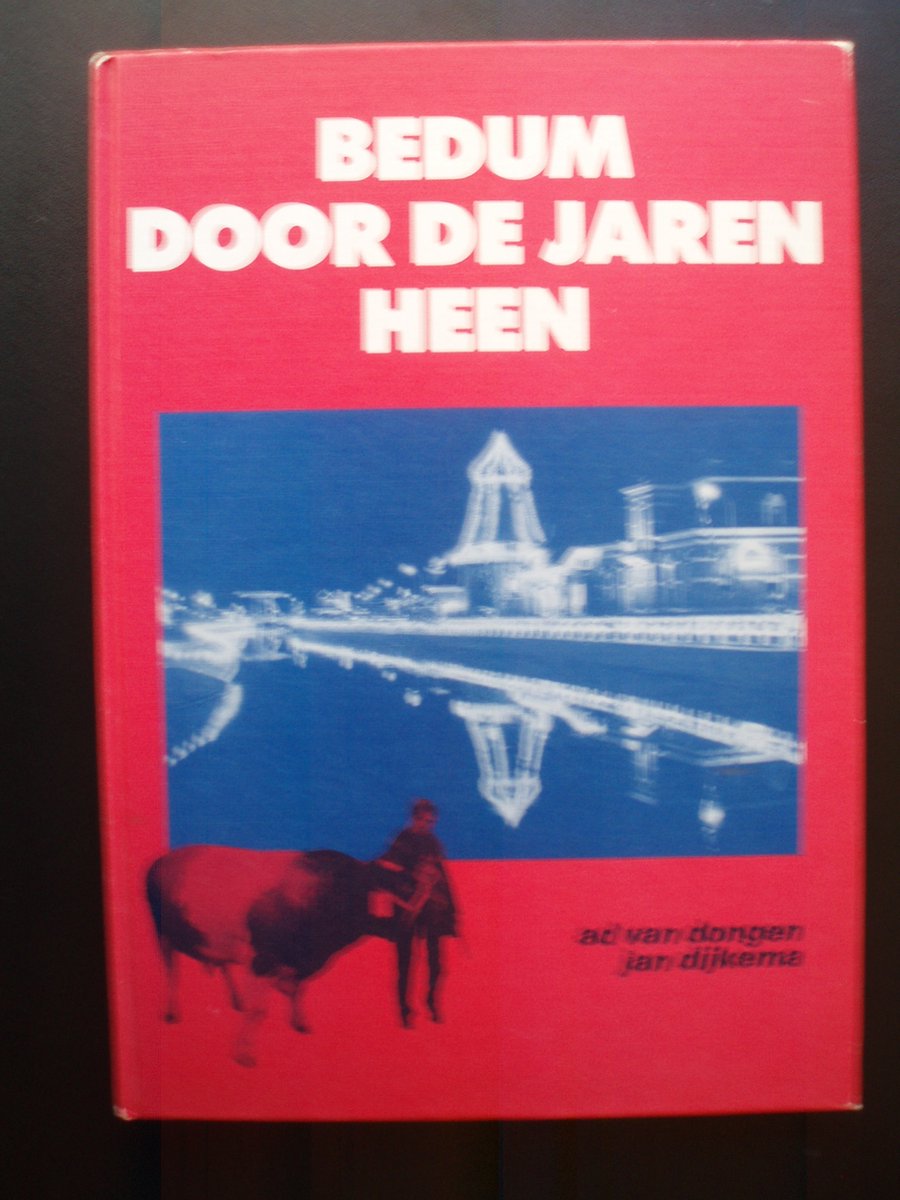 BEDUM
DOOR DE JAREN
HEEN
ad van dongen
jan dijkema